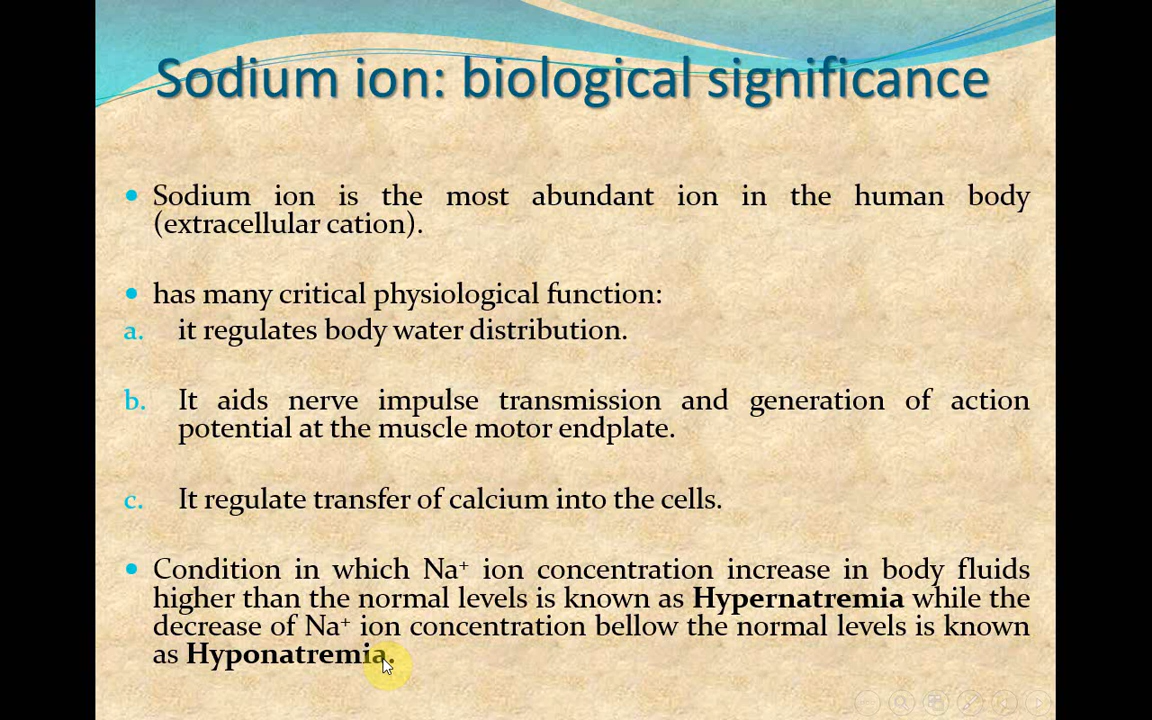 Sodium ion: biological significance
• Sodium ion is the most abundant ion in the human body
(extracellular cation).
• has many critical physiological function:
a. it regulates body water distribution.
b. It aids nerve impulse transmission and generation of action
potential at the muscle motor endplate.
c. It regulate transfer of calcium into the cells.
• Condition in which Na⁺ ion concentration increase in body fluids
higher than the normal levels is known as Hypernatremia while the
decrease of Na⁺ ion concentration bellow the normal levels is known
as Hyponatremia.